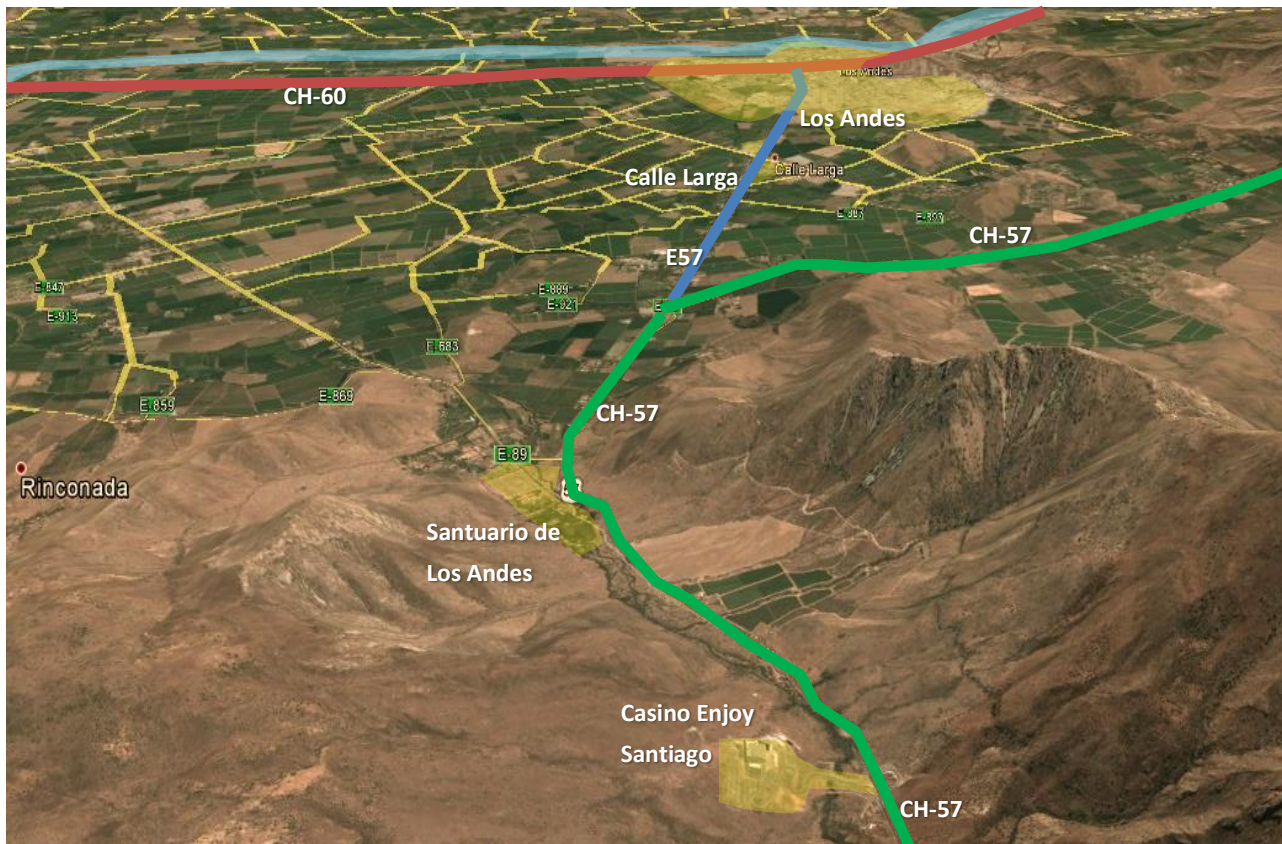 CH-60
Los Andes
Los Andes
Calle Larga
Calle Larga
E57
CH-57
E-847
E-913
E-889
E-921
E-683
E-859
E-869
CH-57
E-89
Rinconada
Santuario de
Los Andes
Casino Enjoy
Santiago
CH-57